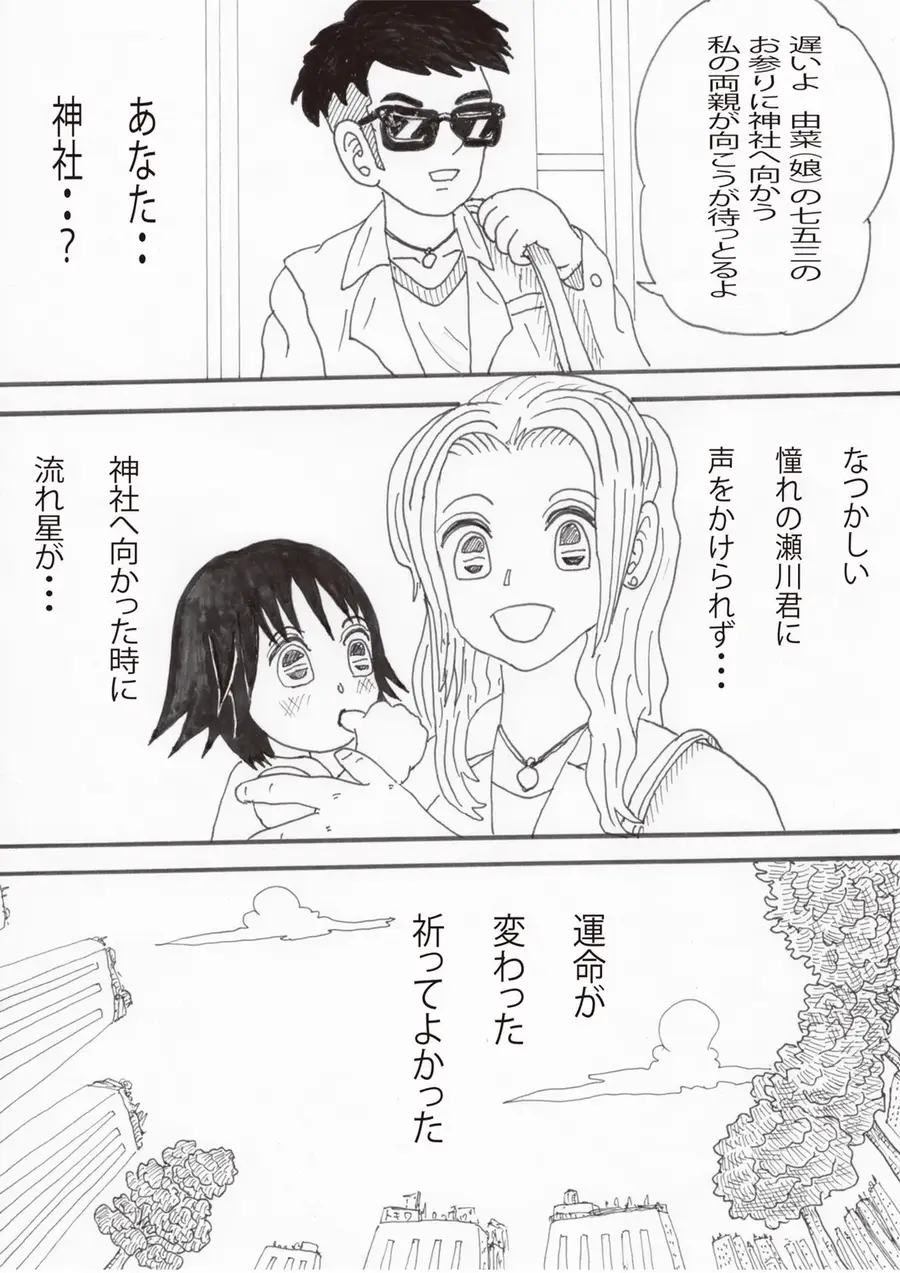 遅いよ 由菜(娘)の七五三の
お参りに神社へ向かう
私の両親が向こうが待っとるよ
あなた・・
神社・・・?
なつかしい
憧れの瀬川君に
声をかけられず・・・
神社へ向かった時に
流れ星が・・・
運命が
変わった
祈ってよかった